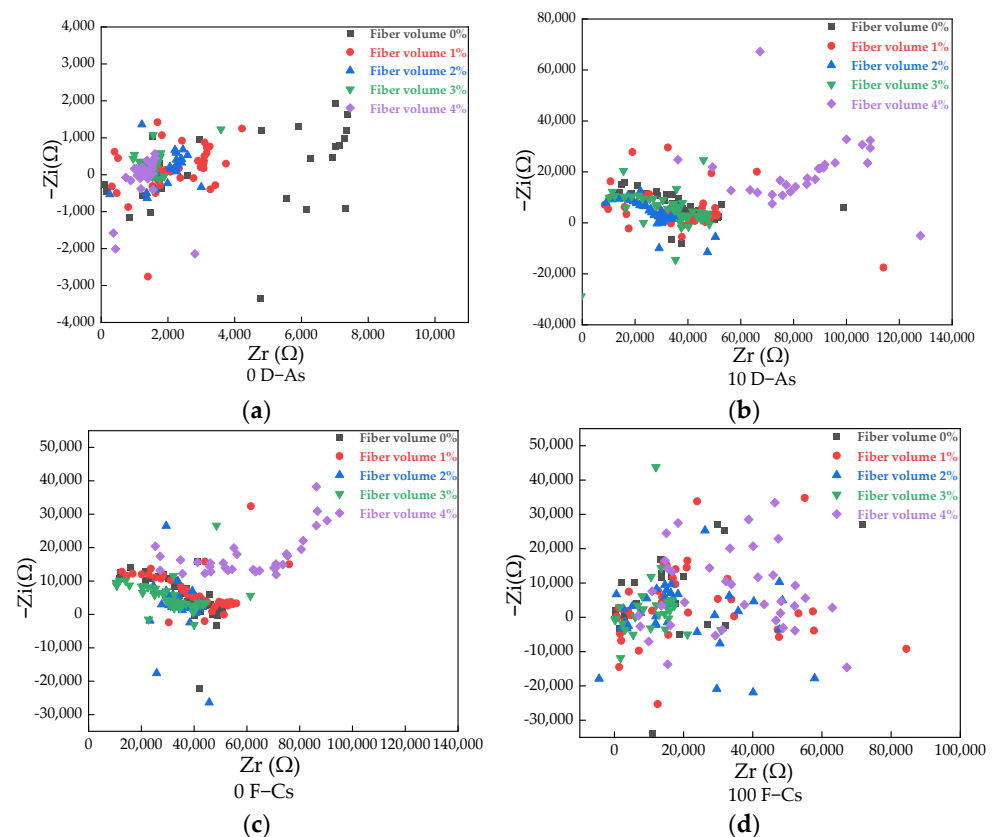 4,000
3,000
2,000
1,000
0
-1,000
-2,000
-3,000
-4,000
−Zi(Ω)
Fiber volume 0%
Fiber volume 1%
Fiber volume 2%
Fiber volume 3%
Fiber volume 4%
0 2,000 4,000 6,000 8,000 10,000
Zr (Ω)
0 D−As
(a)
80,000
60,000
40,000
20,000
0
-20,000
-40,000
−Zi(Ω)
Fiber volume 0%
Fiber volume 1%
Fiber volume 2%
Fiber volume 3%
Fiber volume 4%
0 20,000 40,000 60,000 80,000 100,000 120,000 140,000
Zr (Ω)
10 D−As
(b)
50,000
40,000
30,000
20,000
10,000
0
-10,000
-20,000
-30,000
−Zi(Ω)
Fiber volume 0%
Fiber volume 1%
Fiber volume 2%
Fiber volume 3%
Fiber volume 4%
0 20,000 40,000 60,000 80,000 100,000 120,000 140,000
Zr (Ω)
0 F−Cs
(c)
50,000
40,000
30,000
20,000
10,000
0
-10,000
-20,000
-30,000
−Zi(Ω)
Fiber volume 0%
Fiber volume 1%
Fiber volume 2%
Fiber volume 3%
Fiber volume 4%
0 20,000 40,000 60,000 80,000 100,000
Zr (Ω)
100 F−Cs
(d)